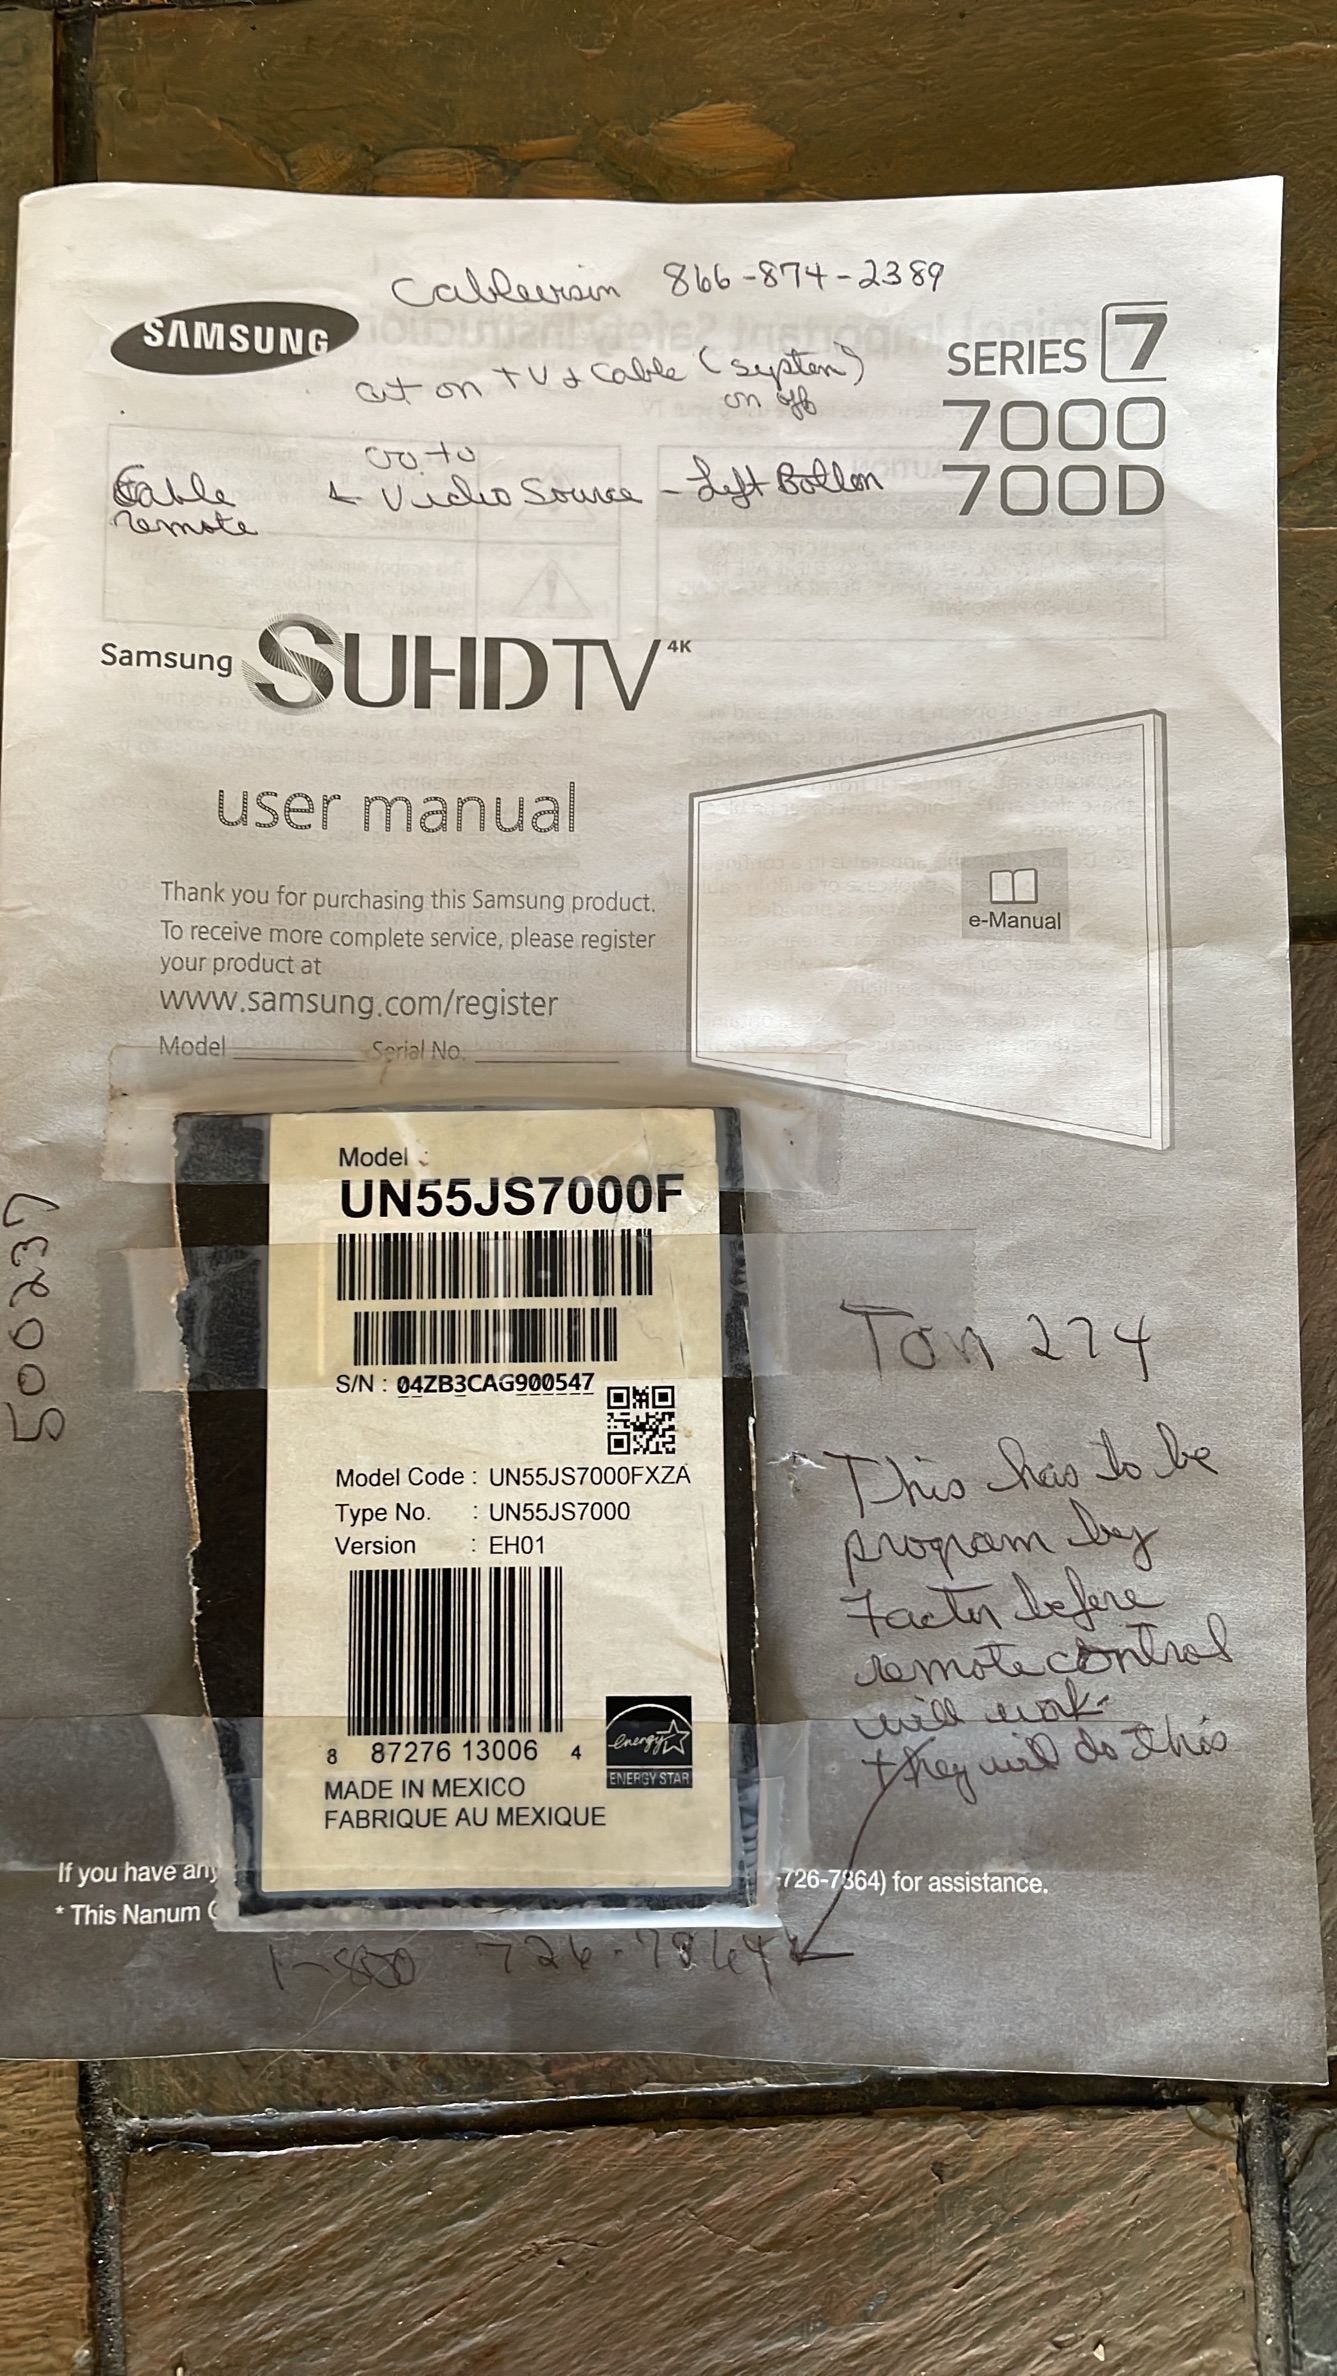 Cablevision 866-874-2389
SAMSUNG
SERIES 7
7000
700D
cut on TV & Cable (system)
on off
Go to
Cable ← Video Source - Left Bottom
remote
Samsung SUHDTV 4K
user manual
Thank you for purchasing this Samsung product.
To receive more complete service, please register
your product at
www.samsung.com/register
Model Serial No.
e-Manual
Model :
UN55JS7000F
S/N : 04ZB3CAG900547
Model Code : UN55JS7000FXZA
Type No. : UN55JS7000
Version : EH01
8 87276 13006 4
energy
ENERGY STAR
MADE IN MEXICO
FABRIQUE AU MEXIQUE
500237
274
This has to be
program by
before
remote control
will work-
they will do this
If you have any
-726-7864) for assistance.
* This Nanum G
1-800 726-7864